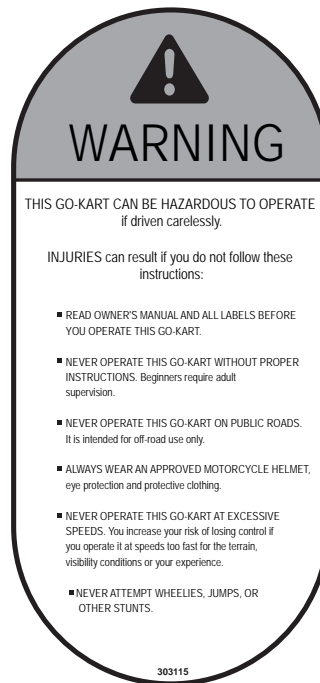 WARNING
THIS GO-KART CAN BE HAZARDOUS TO OPERATE
if driven carelessly.
INJURIES can result if you do not follow these
instructions:
■ READ OWNER'S MANUAL AND ALL LABELS BEFORE
YOU OPERATE THIS GO-KART.
■ NEVER OPERATE THIS GO-KART WITHOUT PROPER
INSTRUCTIONS. Beginners require adult
supervision.
■ NEVER OPERATE THIS GO-KART ON PUBLIC ROADS.
It is intended for off-road use only.
■ ALWAYS WEAR AN APPROVED MOTORCYCLE HELMET,
eye protection and protective clothing.
■ NEVER OPERATE THIS GO-KART AT EXCESSIVE
SPEEDS. You increase your risk of losing control if
you operate it at speeds too fast for the terrain,
visibility conditions or your experience.
■ NEVER ATTEMPT WHEELIES, JUMPS, OR
OTHER STUNTS.
303115